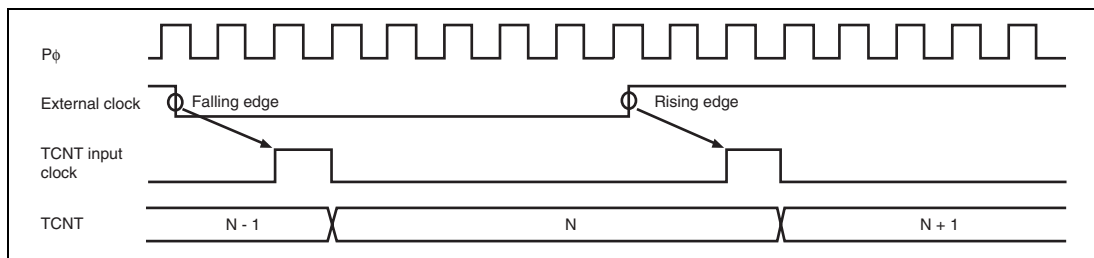 Pφ
External clock
Falling edge
Rising edge
TCNT input
clock
TCNT
N - 1
N
N + 1